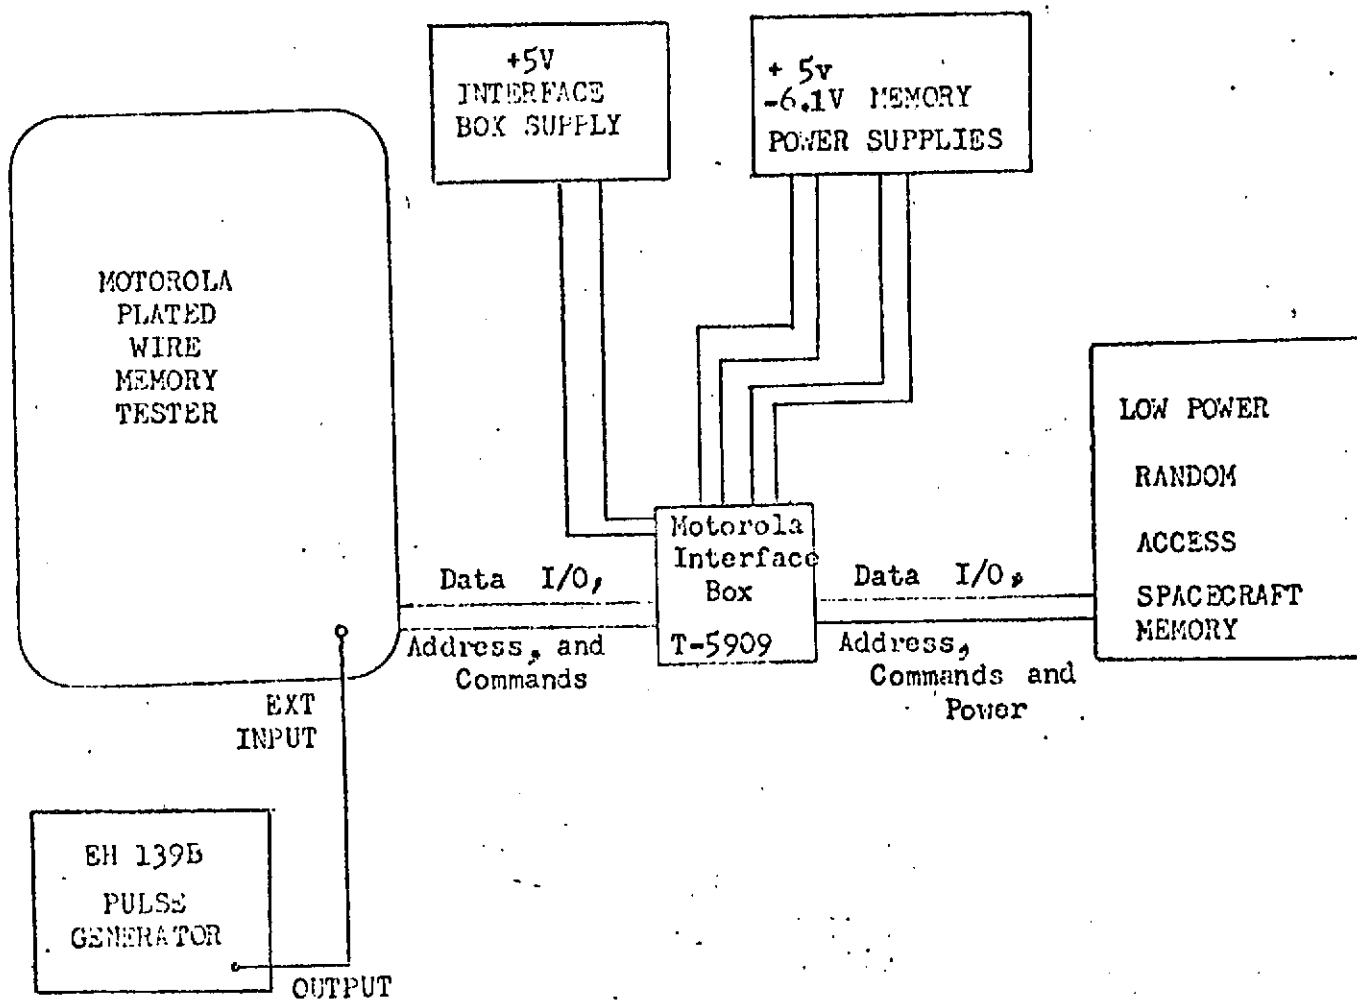 +5V
INTERFACE
BOX SUPPLY
+ 5v
-6.1V MEMORY
POWER SUPPLIES
MOTOROLA
PLATED
WIRE
MEMORY
TESTER
LOW POWER
RANDOM
ACCESS
SPACECRAFT
MEMORY
Motorola
Interface
Box
T-5909
Data I/O,
Address, and
Commands
Data I/O,
Address,
Commands and
Power
EXT
INPUT
EH 139B
PULSE
GENERATOR
OUTPUT